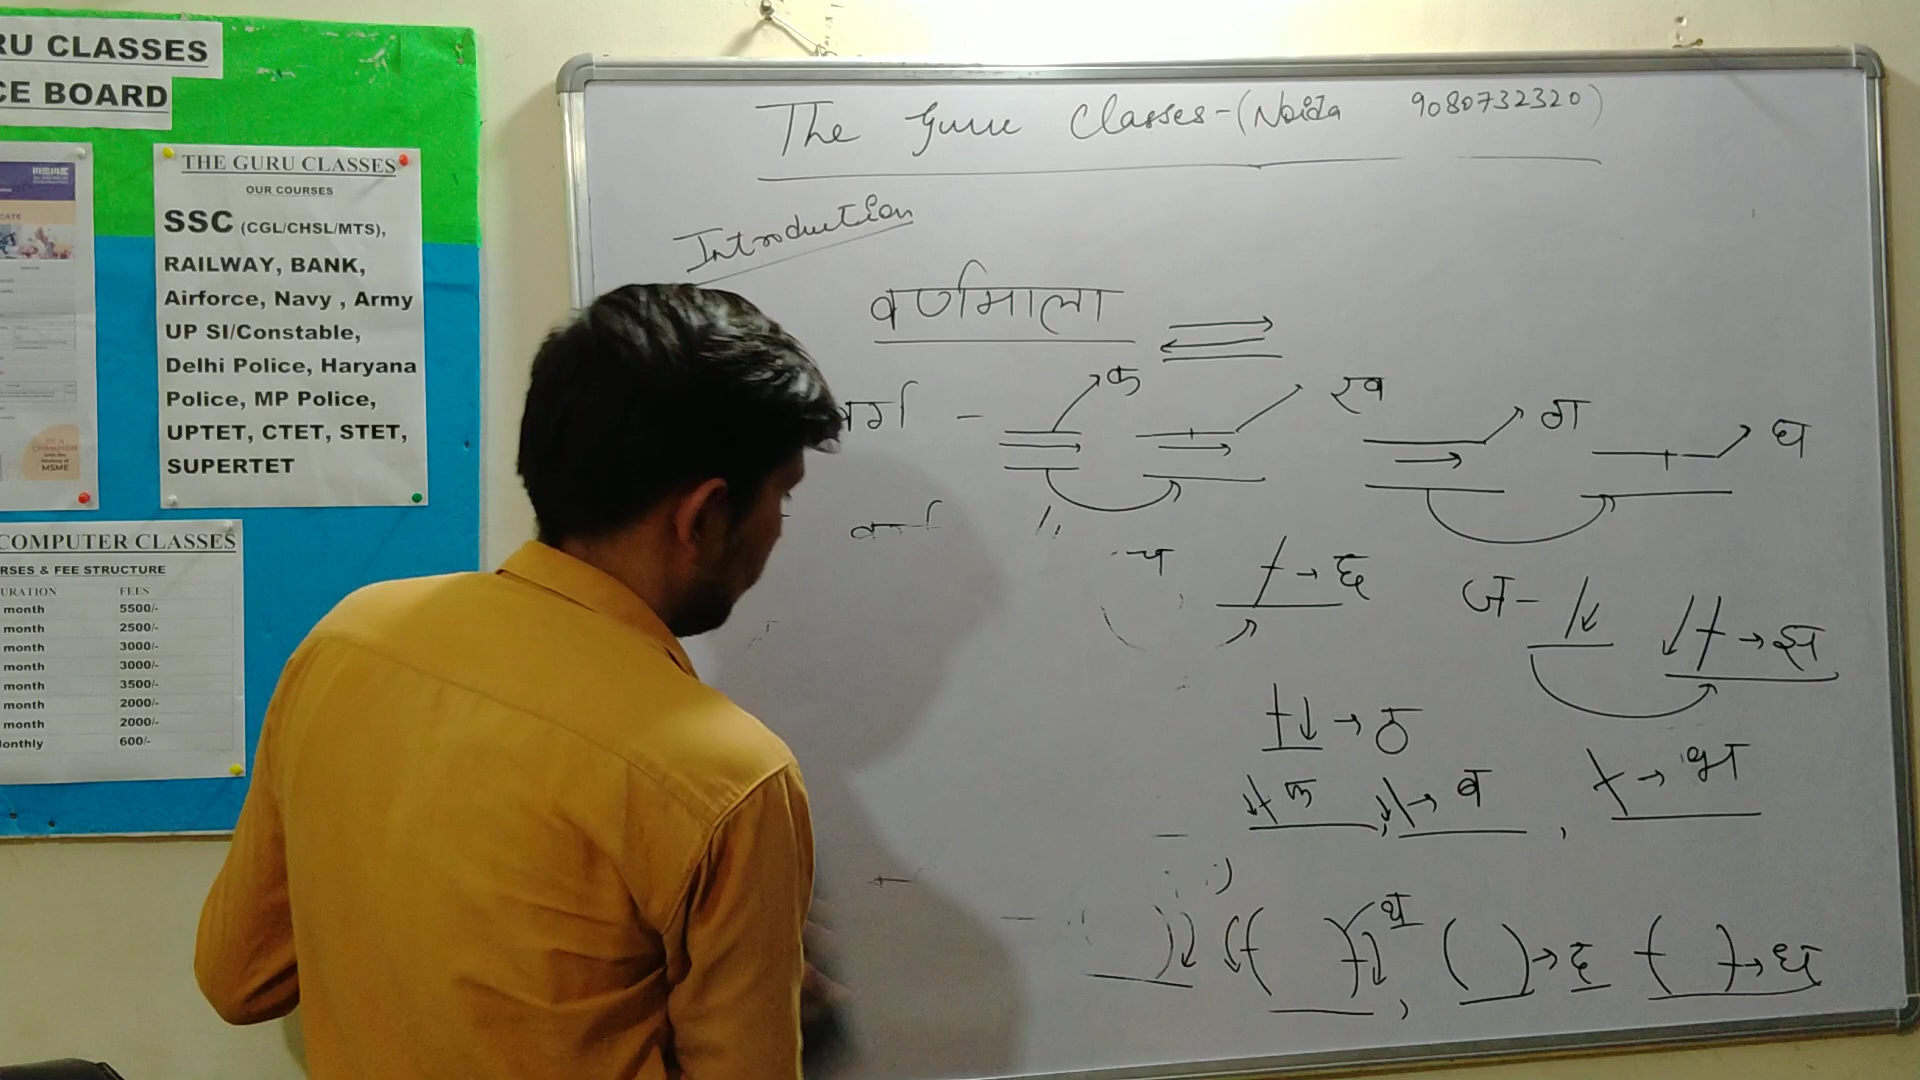 RU CLASSES
CE BOARD
THE GURU CLASSES
OUR COURSES
SSC (CGL/CHSL/MTS),
RAILWAY, BANK,
Airforce, Navy , Army
UP SI/Constable,
Delhi Police, Haryana
Police, MP Police,
UPTET, CTET, STET,
SUPERTET
MSME
COMPUTER CLASSES
RSES & FEE STRUCTURE
URATION FEES
month 5500/-
month 2500/-
month 3000/-
month 3000/-
month 3500/-
month 2000/-
month 2000/-
onthly 600/-
The Guru Classes-(Noida 9080732320)
Introduction
वर्णमाला
वर्ग - क ख ग घ
च छ ज- झ
ठ
फ , ब , भ
थ , द ध